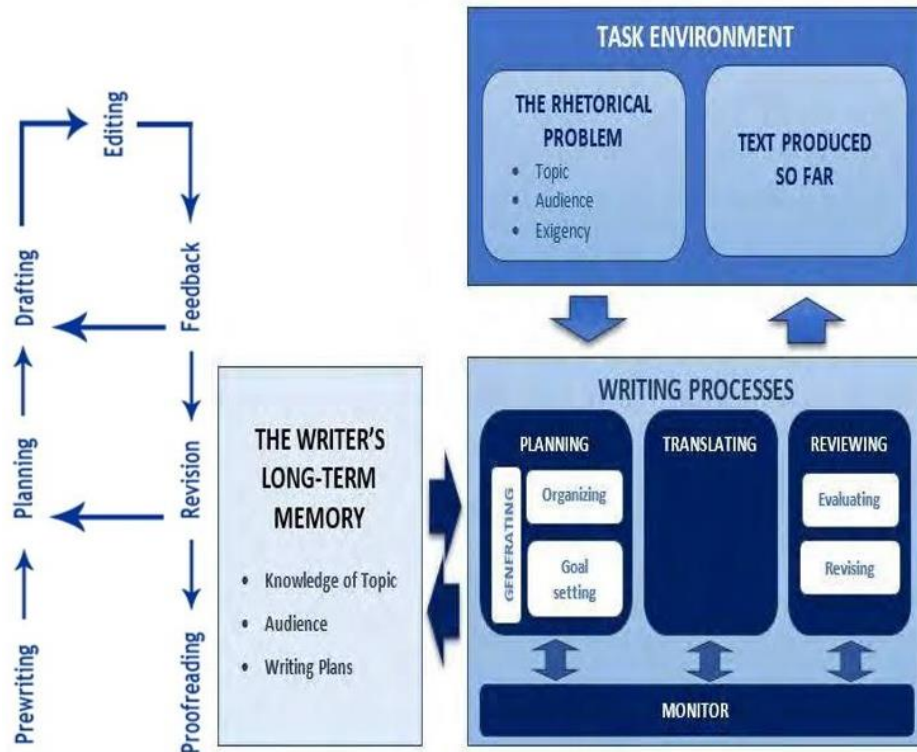 Prewriting
Planning
Drafting
Editing
Feedback
Revision
Proofreading
THE WRITER'S
LONG-TERM
MEMORY
• Knowledge of Topic
• Audience
• Writing Plans
TASK ENVIRONMENT
THE RHETORICAL
PROBLEM
• Topic
• Audience
• Exigency
TEXT PRODUCED
SO FAR
WRITING PROCESSES
PLANNING
GENERATING
Organizing
Goal
setting
TRANSLATING
REVIEWING
Evaluating
Revising
MONITOR